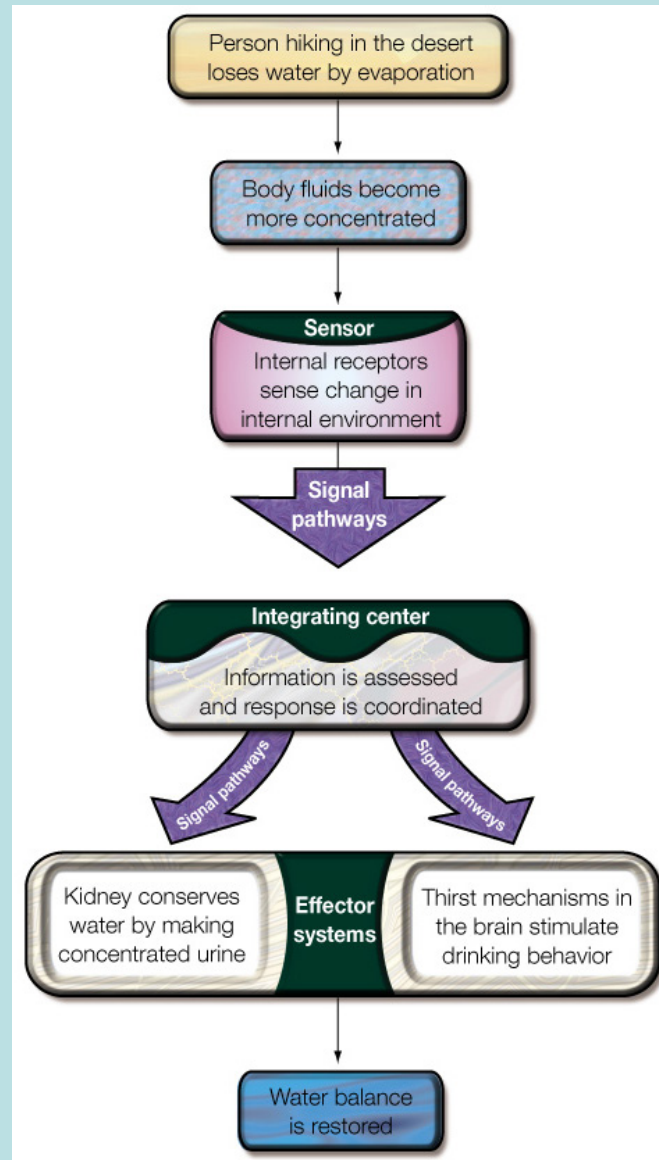 Person hiking in the desert
loses water by evaporation
Body fluids become
more concentrated
Sensor
Internal receptors
sense change in
internal environment
Signal
pathways
Integrating center
Information is assessed
and response is coordinated
Signal pathways
Signal pathways
Kidney conserves
water by making
concentrated urine
Effector
systems
Thirst mechanisms in
the brain stimulate
drinking behavior
Water balance
is restored